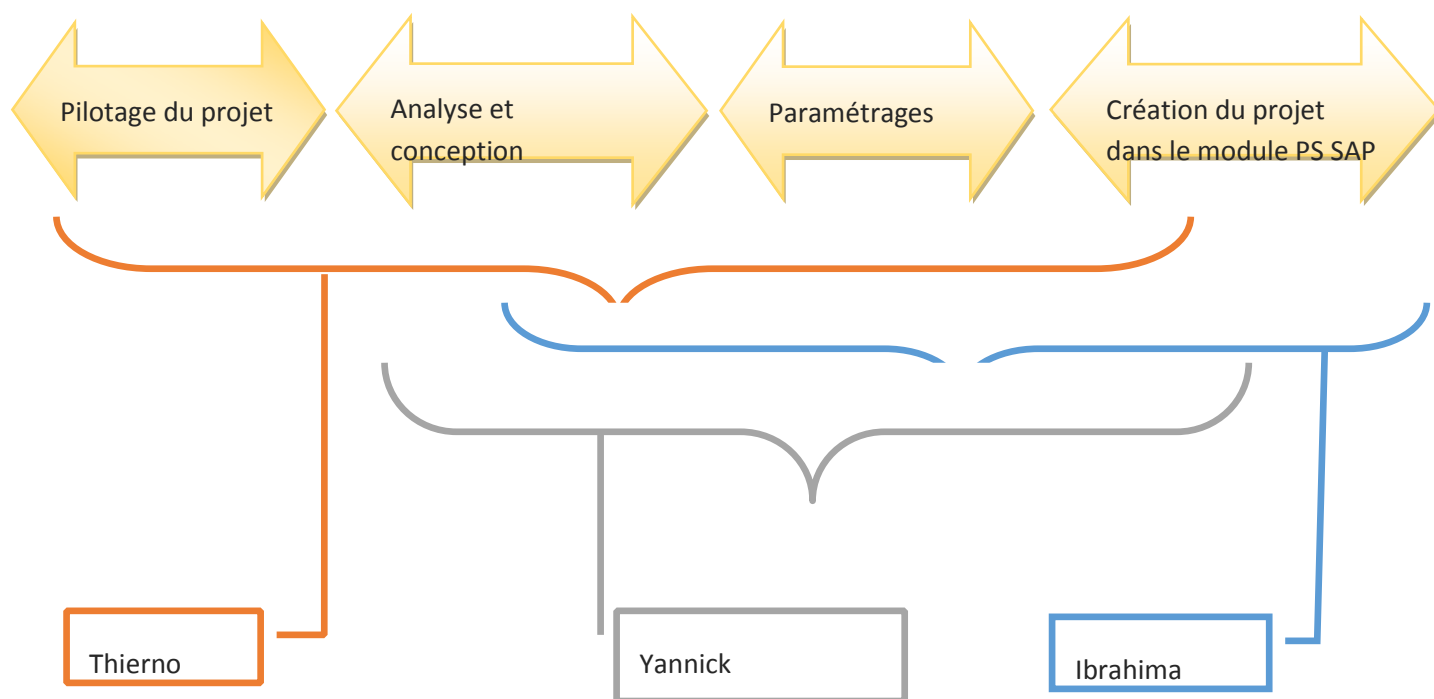 Pilotage du projet
Analyse et
conception
Paramétrages
Création du projet
dans le module PS SAP
Thierno
Yannick
Ibrahima